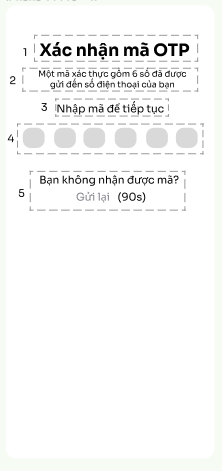 1 Xác nhận mã OTP
2 Một mã xác thực gồm 6 số đã được
gửi đến số điện thoại của bạn
3 Nhập mã để tiếp tục
4
5 Bạn không nhận được mã?
Gửi lại (90s)